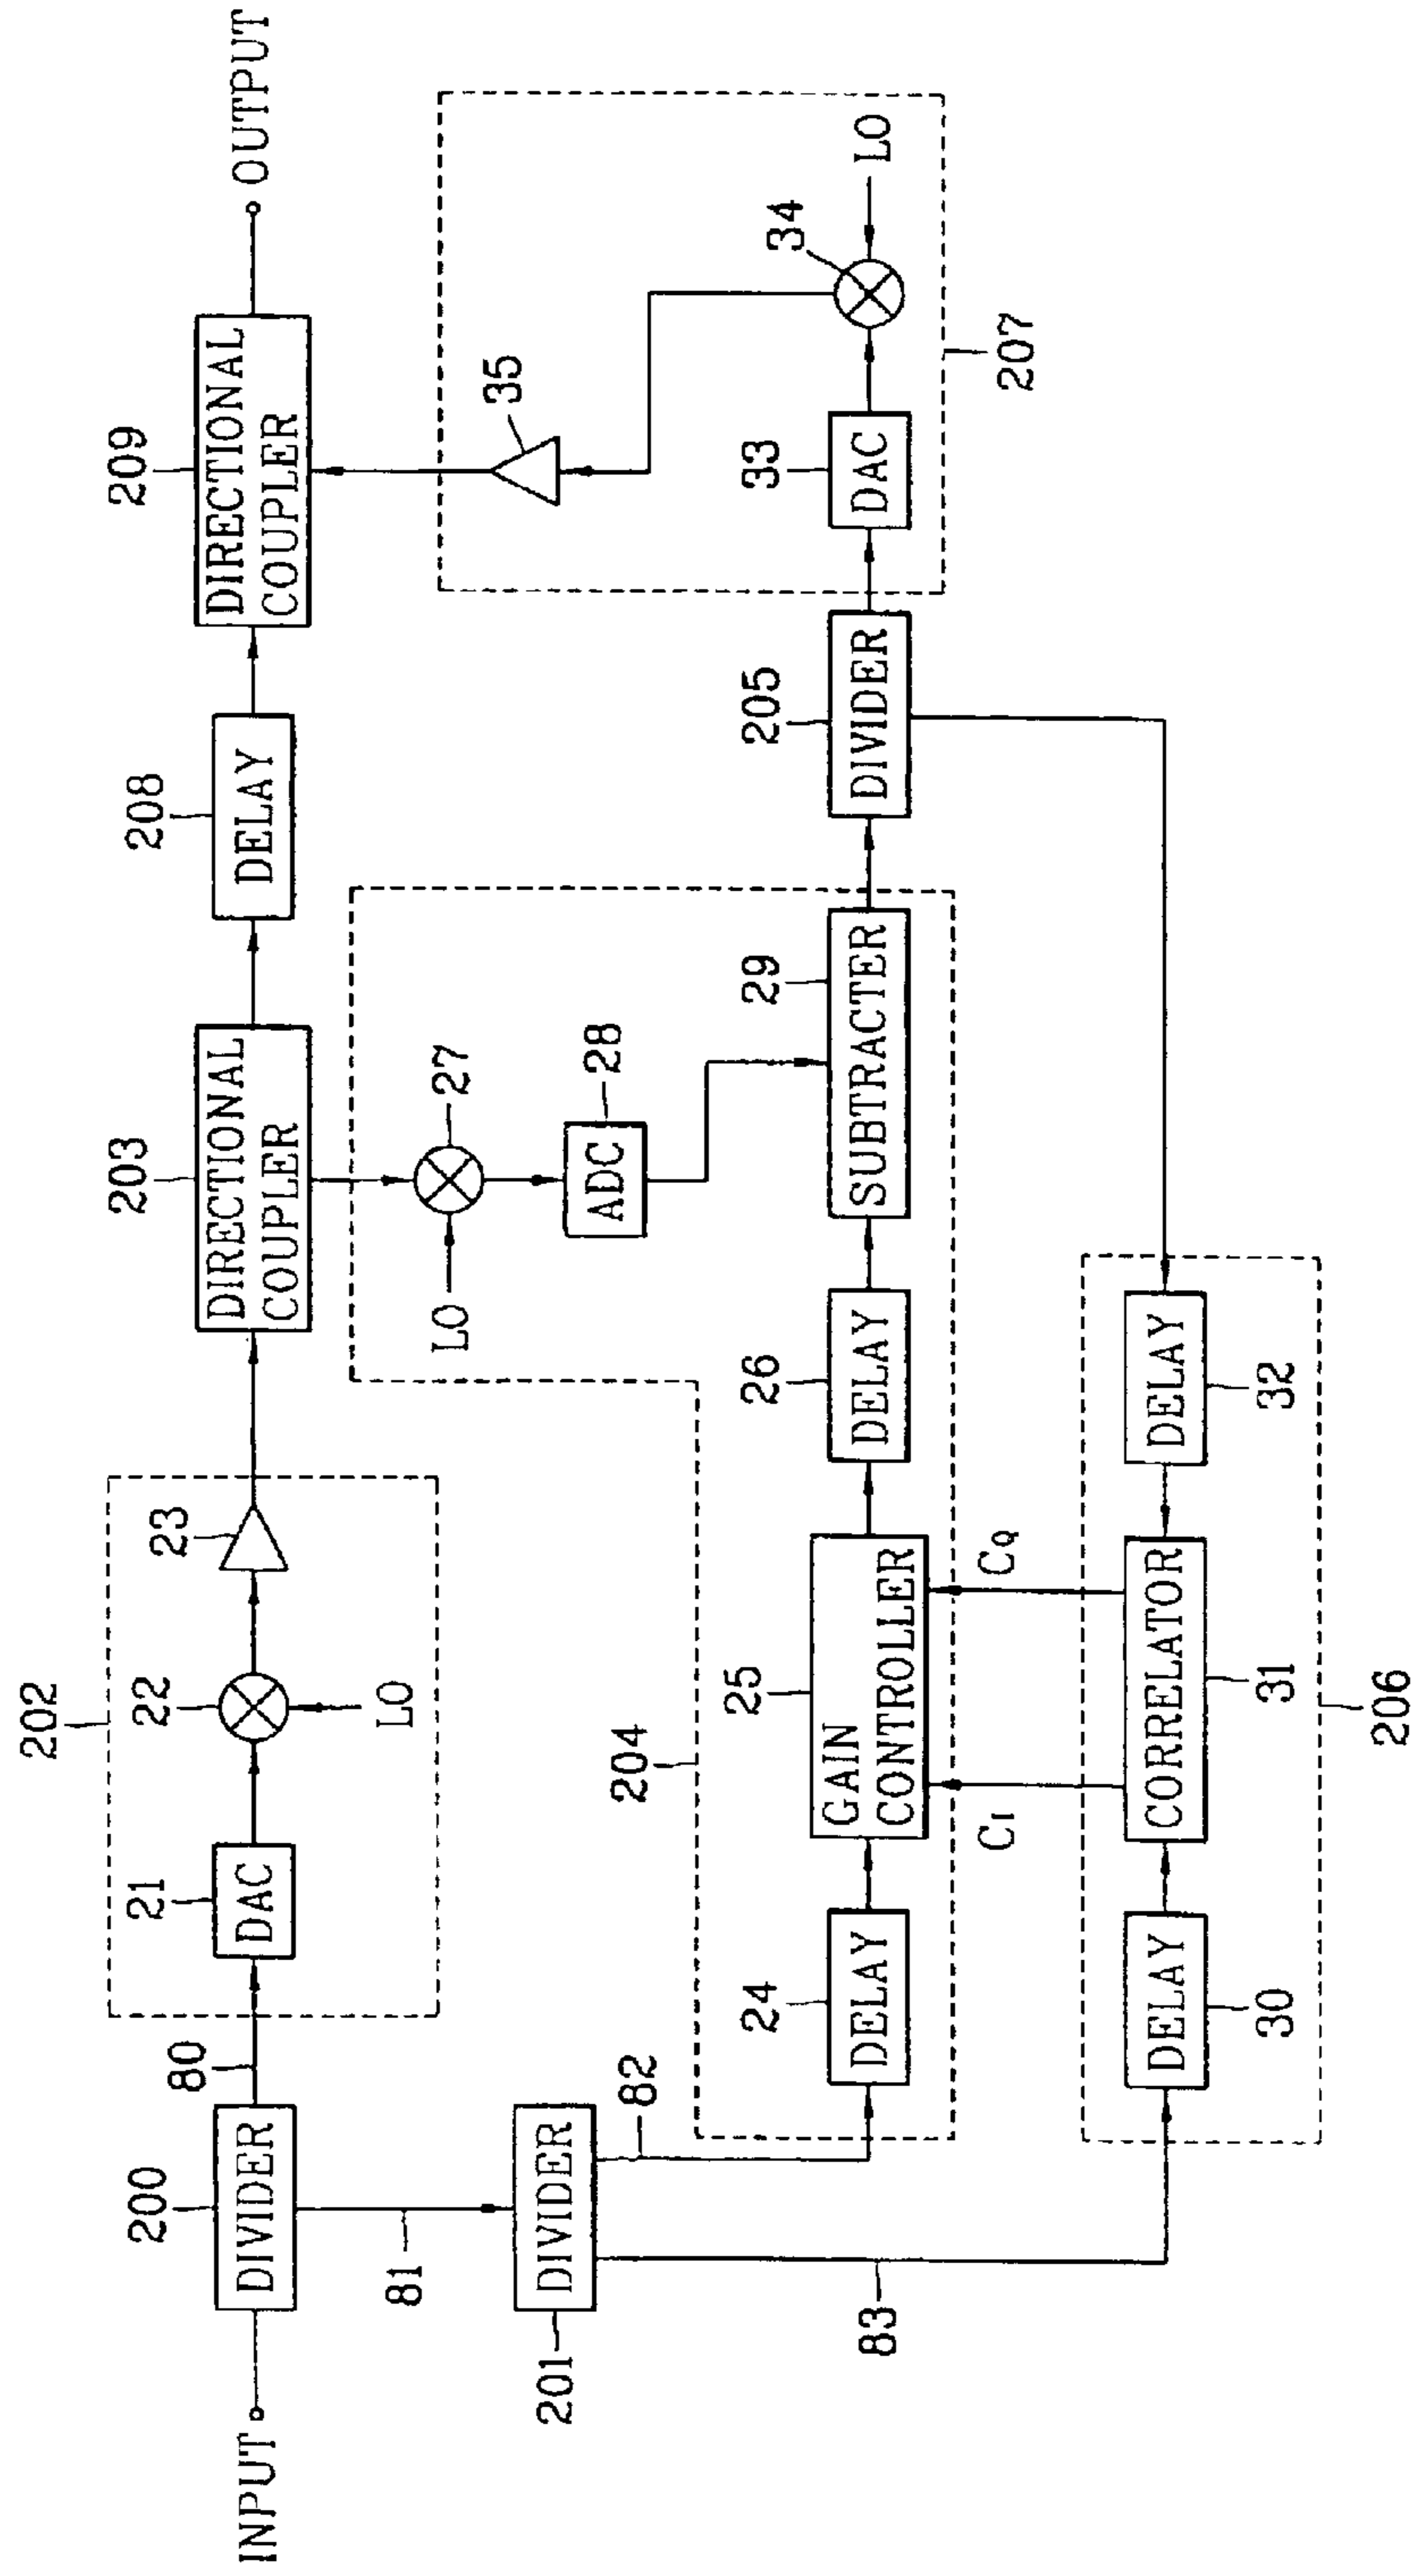 INPUT
DIVIDER
200
80
81
DIVIDER
201
82
83
202
DAC
21
22
LO
23
DIRECTIONAL
COUPLER
203
DELAY
208
DIRECTIONAL
COUPLER
209
OUTPUT
204
LO
27
ADC
28
DELAY
24
GAIN
CONTROLLER
25
DELAY
26
SUBTRACTER
29
DIVIDER
205
DAC
33
34
LO
35
207
CI
CQ
DELAY
30
CORRELATOR
31
DELAY
32
206